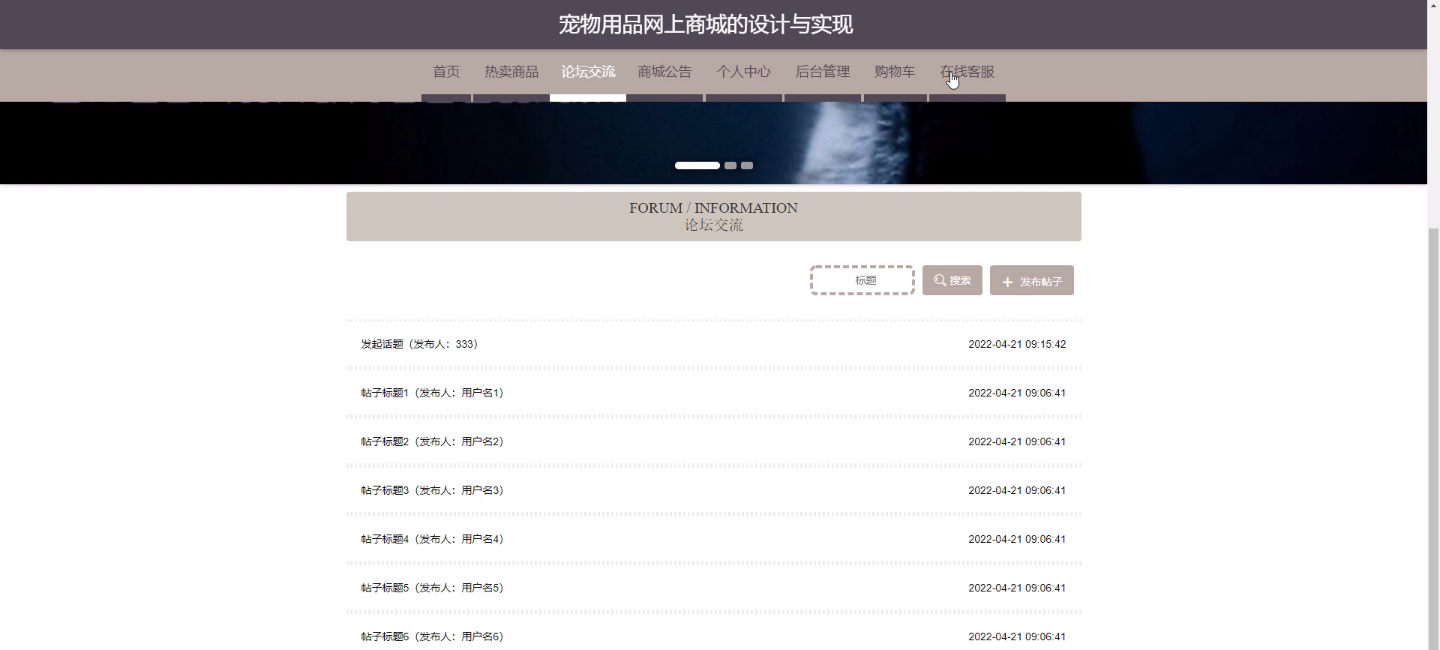 宠物用品网上商城的设计与实现
首页 热卖商品 论坛交流 商城公告 个人中心 后台管理 购物车 在线客服
FORUM / INFORMATION
论坛交流
标题 搜索 + 发布帖子
发起话题（发布人：333） 2022-04-21 09:15:42
帖子标题1（发布人：用户名1） 2022-04-21 09:06:41
帖子标题2（发布人：用户名2） 2022-04-21 09:06:41
帖子标题3（发布人：用户名3） 2022-04-21 09:06:41
帖子标题4（发布人：用户名4） 2022-04-21 09:06:41
帖子标题5（发布人：用户名5） 2022-04-21 09:06:41
帖子标题6（发布人：用户名6） 2022-04-21 09:06:41